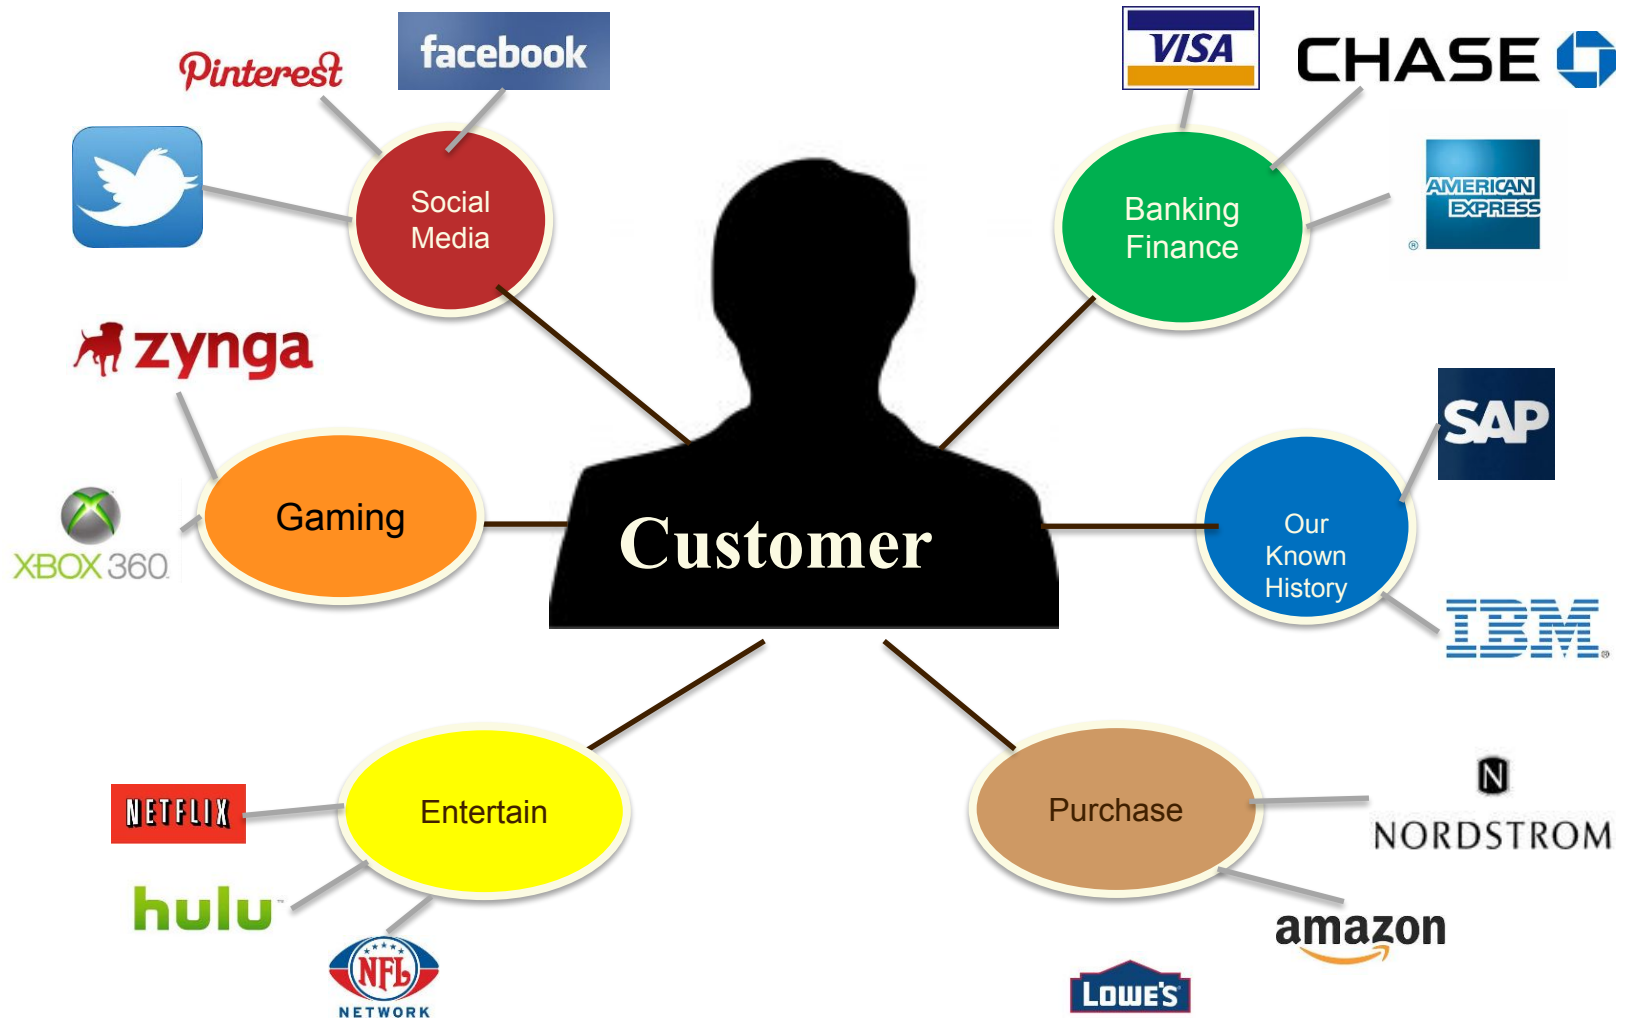 Pinterest
facebook
VISA
CHASE
Social
Media
Banking
Finance
AMERICAN
EXPRESS
®
zynga
SAP
Gaming
XBOX 360.
Customer
Our
Known
History
IBM
®
NETFLIX
Entertain
Purchase
N
NORDSTROM
hulu
™
amazon
NFL
NETWORK
LOWE'S